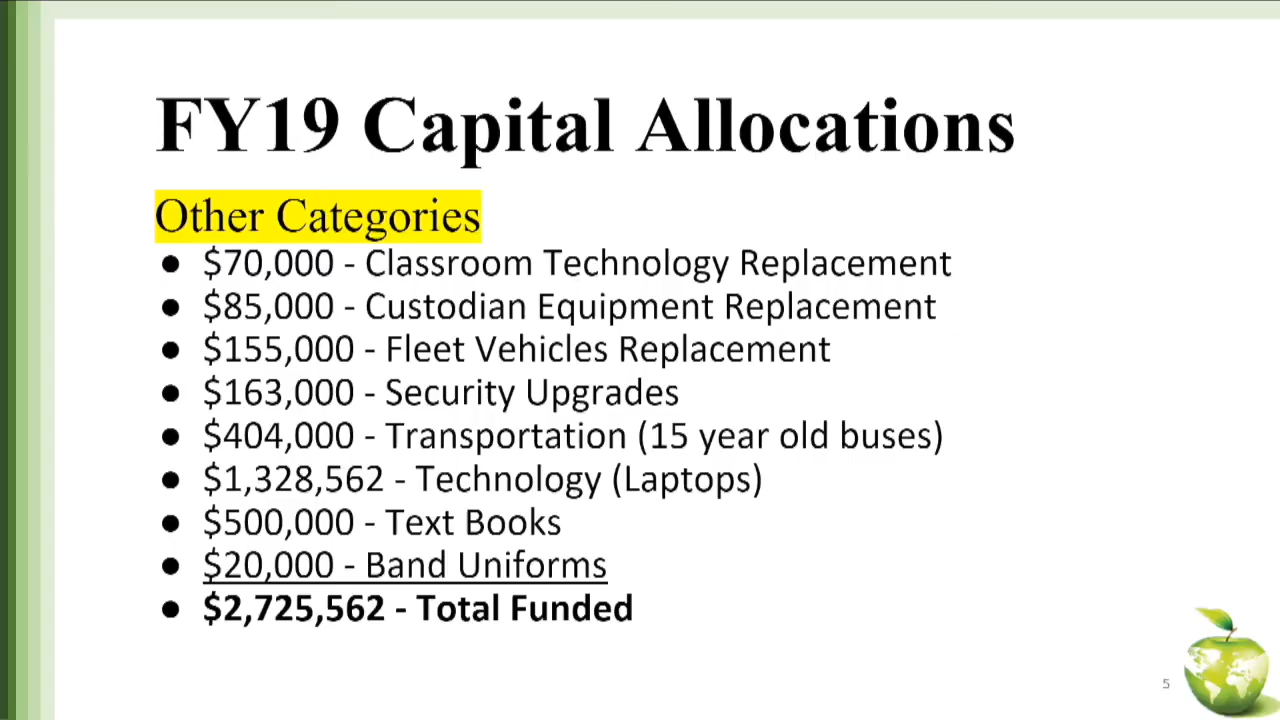 FY19 Capital Allocations
Other Categories
● $70,000 - Classroom Technology Replacement
● $85,000 - Custodian Equipment Replacement
● $155,000 - Fleet Vehicles Replacement
● $163,000 - Security Upgrades
● $404,000 - Transportation (15 year old buses)
● $1,328,562 - Technology (Laptops)
● $500,000 - Text Books
● $20,000 - Band Uniforms
● $2,725,562 - Total Funded
5